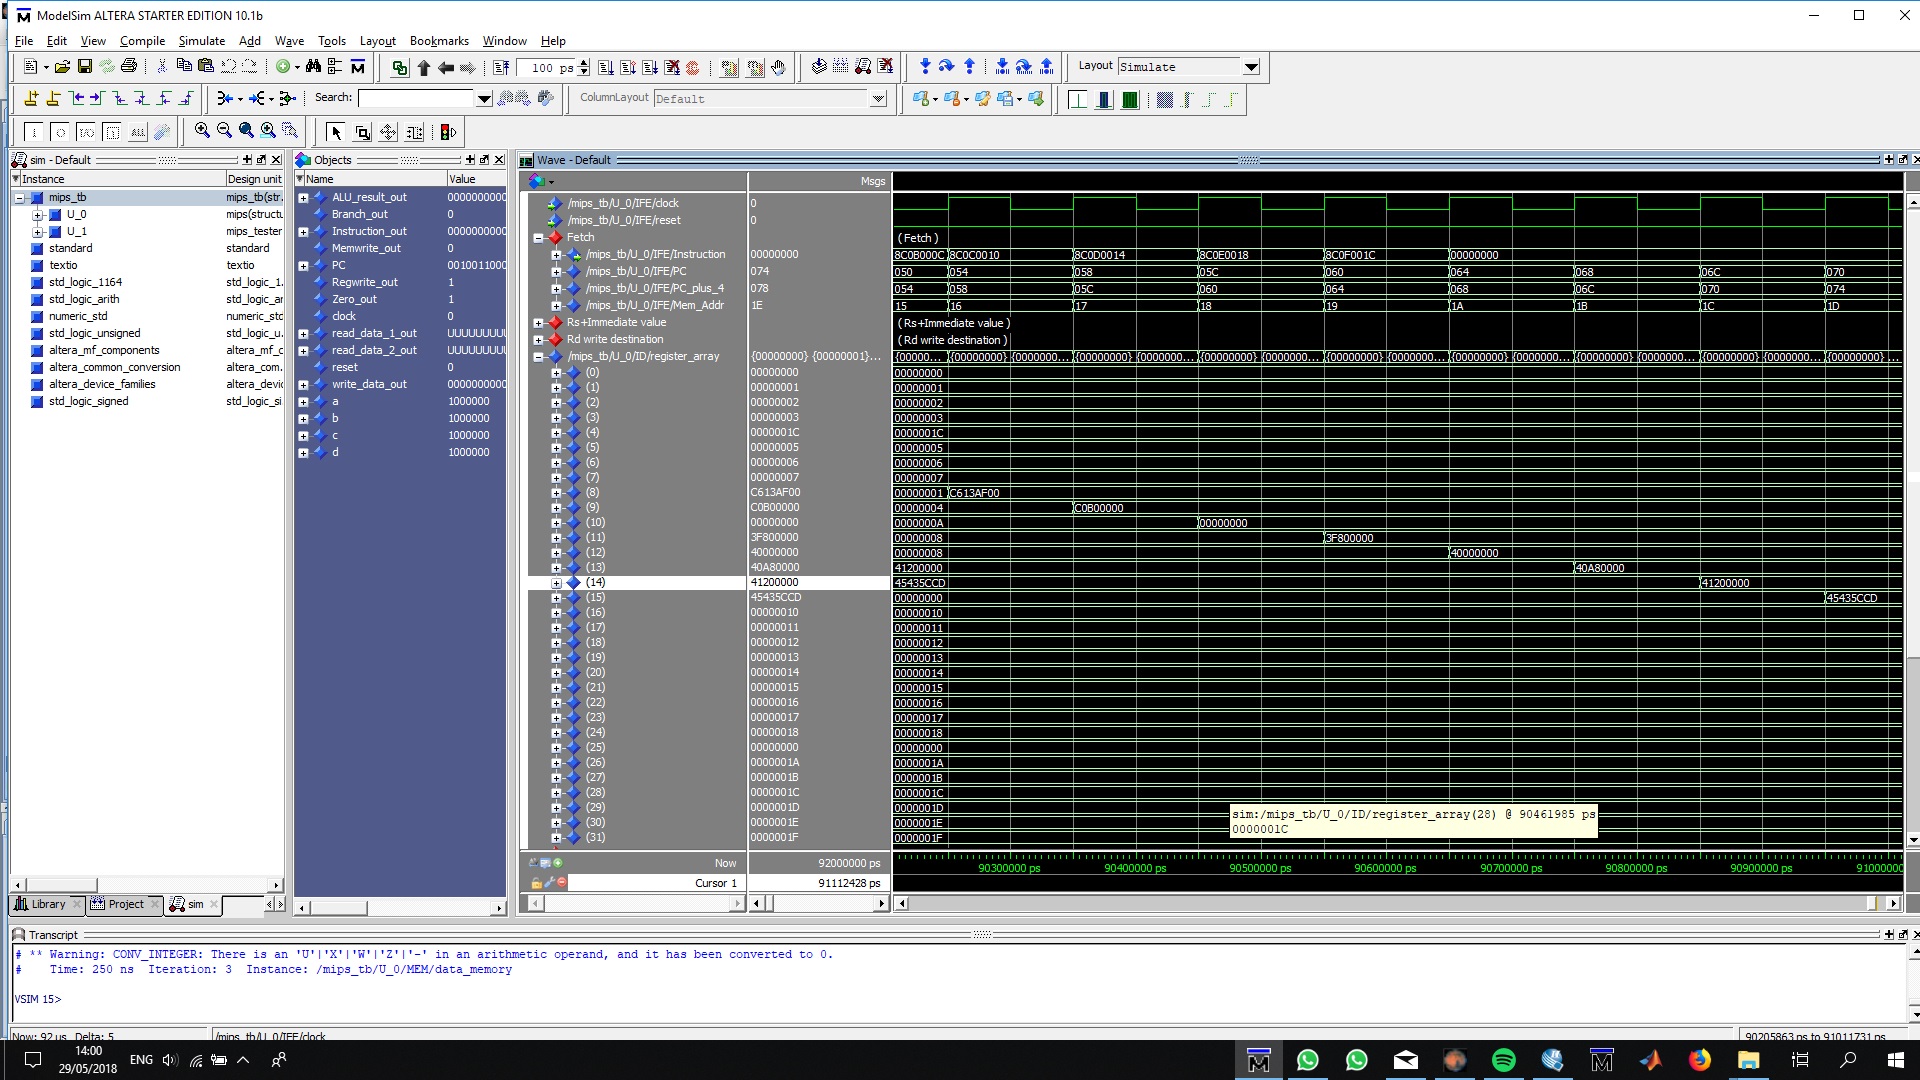 ModelSim ALTERA STARTER EDITION 10.1b
File Edit View Compile Simulate Add Wave Tools Layout Bookmarks Window Help
100 ps Layout Simulate
Search: ColumnLayout Default
sim - Default
Instance Design unit
mips_tb mips_tb(str.
U_0 mips(structu
U_1 mips_tester
standard standard
textio textio
std_logic_1164 std_logic_1.
std_logic_arith std_logic_ar
numeric_std numeric_std
std_logic_unsigned std_logic_u.
altera_mf_components altera_mf_c
altera_common_conversion altera_com.
altera_device_families altera_devic
std_logic_signed std_logic_si.
Library Project sim
Objects
Name Value
ALU_result_out 0000000000
Branch_out 0
Instruction_out 0000000000
Memwrite_out 0
PC 0010011000
Regwrite_out 1
Zero_out 1
clock 0
read_data_1_out UUUUUUUUU
read_data_2_out UUUUUUUUU
reset 0
write_data_out 0000000000
a 1000000
b 1000000
c 1000000
d 1000000
Wave - Default
Msgs
/mips_tb/U_0/IFE/clock 0
/mips_tb/U_0/IFE/reset 0
Fetch (Fetch)
/mips_tb/U_0/IFE/Instruction 00000000 8C0B000C 8C0C0010 8C0D0014 8C0E0018 8C0F001C 00000000
/mips_tb/U_0/IFE/PC 074 050 054 058 05C 060 064 068 06C 070
/mips_tb/U_0/IFE/PC_plus_4 078 054 058 05C 060 064 068 06C 070 074
/mips_tb/U_0/IFE/Mem_Addr 1E 15 16 17 18 19 1A 1B 1C 1D
Rs+Immediate value (Rs+Immediate value)
Rd write destination (Rd write destination)
/mips_tb/U_0/ID/register_array {00000000} {00000001}... {00000... {00000000} {000000... {00000000} {000000... {00000000} {000000... {00000000} {000000... {00000000} {000000... {00000000} {000000... {00000000} {000000... {00000000} ...
(0) 00000000 00000000
(1) 00000001 00000001
(2) 00000002 00000002
(3) 00000003 00000003
(4) 0000001C 0000001C
(5) 00000005 00000005
(6) 00000006 00000006
(7) 00000007 00000007
(8) C613AF00 00000001 C613AF00
(9) C0B00000 00000004 C0B00000
(10) 00000000 0000000A 00000000
(11) 3F800000 00000008 3F800000
(12) 40000000 00000008 40000000
(13) 40A80000 41200000 40A80000
(14) 41200000 45435CCD 41200000
(15) 45435CCD 00000000 45435CCD
(16) 00000010 00000010
(17) 00000011 00000011
(18) 00000012 00000012
(19) 00000013 00000013
(20) 00000014 00000014
(21) 00000015 00000015
(22) 00000016 00000016
(23) 00000017 00000017
(24) 00000018 00000018
(25) 00000000 00000000
(26) 0000001A 0000001A
(27) 0000001B 0000001B
(28) 0000001C 0000001C
(29) 0000001D 0000001D
(30) 0000001E 0000001E
(31) 0000001F 0000001F
sim:/mips_tb/U_0/ID/register_array(28) @ 90461985 ps
0000001C
Now 92000000 ps 90300000 ps 90400000 ps 90500000 ps 90600000 ps 90700000 ps 90800000 ps 90900000 ps 91000000
Cursor 1 91112428 ps
Transcript
# ** Warning: CONV_INTEGER: There is an 'U'|'X'|'W'|'Z'|'-' in an arithmetic operand, and it has been converted to 0.
# Time: 250 ns Iteration: 3 Instance: /mips_tb/U_0/MEM/data_memory
VSIM 15>
Now: 92 us Delta: 5 /mips_tb/U_0/IFE/clock 90205863 ps to 91011731 ps
14:00
29/05/2018
ENG